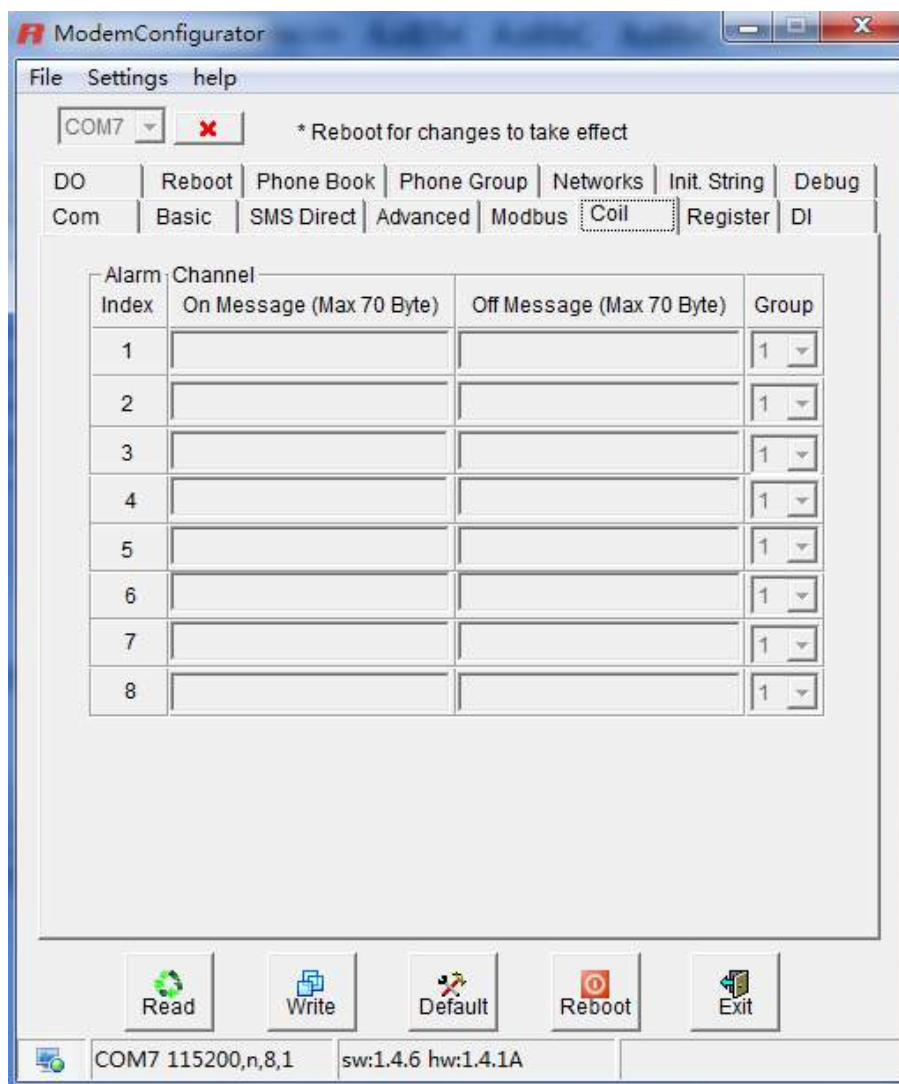 ModemConfigurator
File Settings help
COM7 * Reboot for changes to take effect
DO Reboot Phone Book Phone Group Networks Init. String Debug
Com Basic SMS Direct Advanced Modbus Coil Register DI
Alarm Channel
Index On Message (Max 70 Byte) Off Message (Max 70 Byte) Group
1 1
2 1
3 1
4 1
5 1
6 1
7 1
8 1
Read Write Default Reboot Exit
COM7 115200,n,8,1 sw:1.4.6 hw:1.4.1A